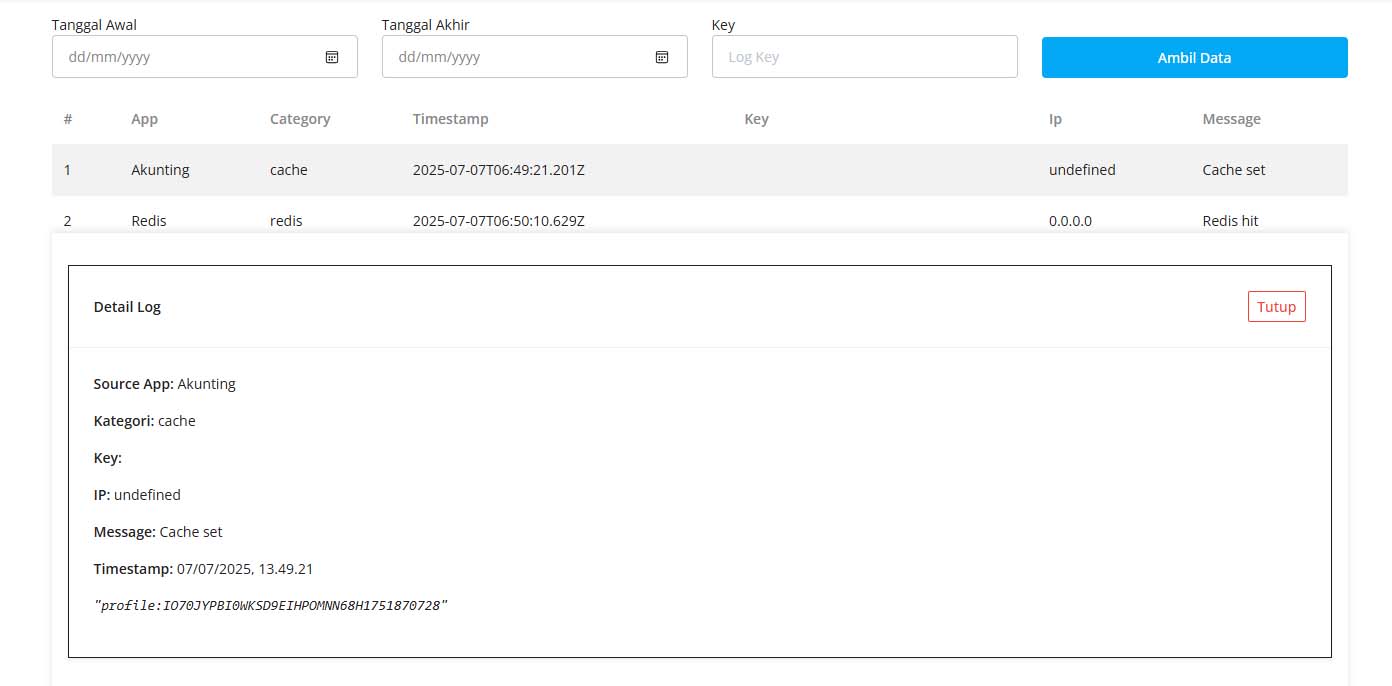 Tanggal Awal Tanggal Akhir Key
dd/mm/yyyy dd/mm/yyyy Log Key Ambil Data
# App Category Timestamp Key Ip Message
1 Akunting cache 2025-07-07T06:49:21.201Z undefined Cache set
2 Redis redis 2025-07-07T06:50:10.629Z 0.0.0.0 Redis hit
Detail Log Tutup
Source App: Akunting
Kategori: cache
Key:
IP: undefined
Message: Cache set
Timestamp: 07/07/2025, 13.49.21
"profile:IO70JYPBI0WKSD9EIHPOMNN68H1751870728"